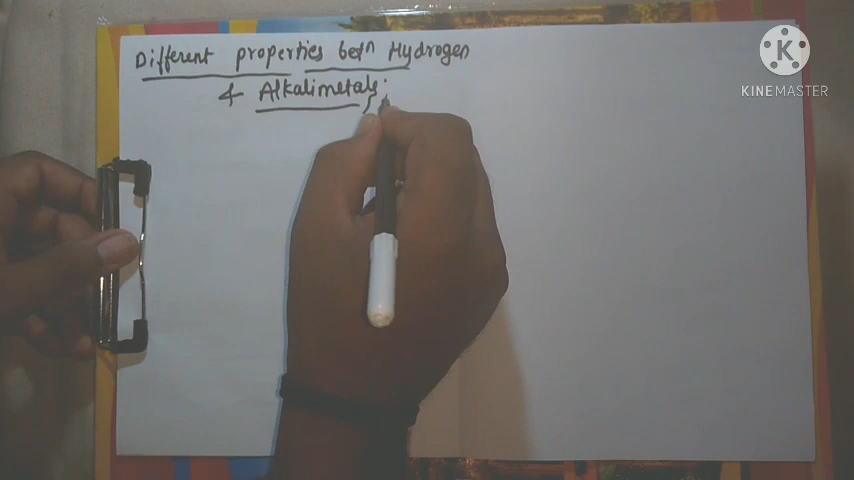 Different properties betn Hydrogen
& Alkalimetals:
K
KINEMASTER